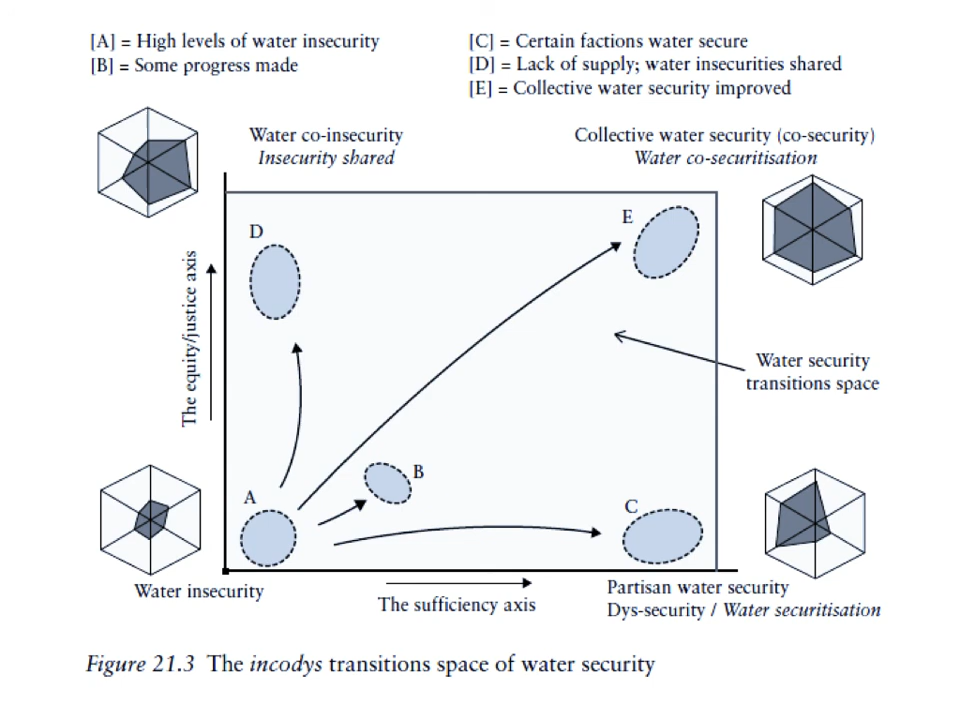 [A] = High levels of water insecurity
[B] = Some progress made
[C] = Certain factions water secure
[D] = Lack of supply; water insecurities shared
[E] = Collective water security improved
Water co-insecurity
Insecurity shared
Collective water security (co-security)
Water co-securitisation
D
E
The equity/justice axis
Water security
transitions space
B
A
C
Water insecurity
The sufficiency axis
Partisan water security
Dys-security / Water securitisation
Figure 21.3 The incodys transitions space of water security